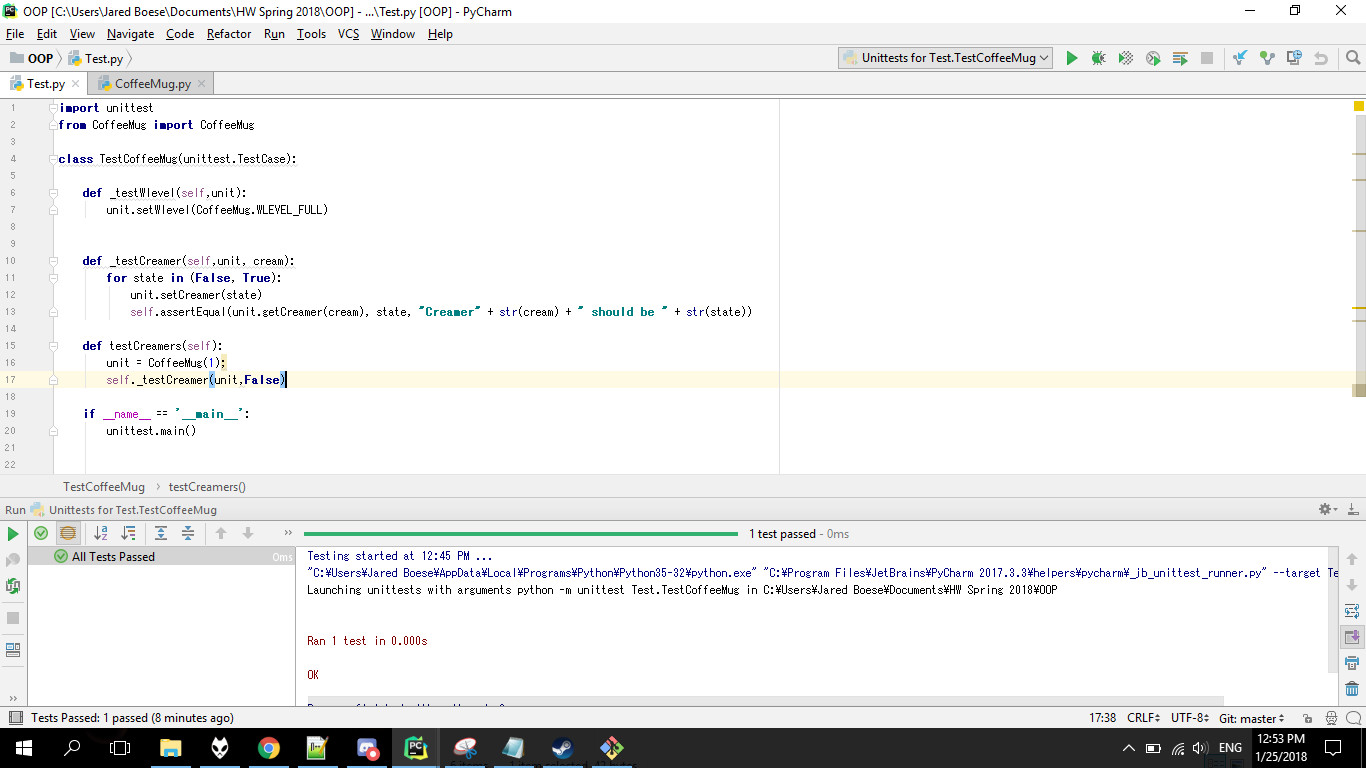 OOP [C:\Users\Jared Boese\Documents\HW Spring 2018\OOP] - ...\Test.py [OOP] - PyCharm
File Edit View Navigate Code Refactor Run Tools VCS Window Help
OOP Test.py Unittests for Test.TestCoffeeMug
Test.py CoffeeMug.py
1 import unittest
2 from CoffeeMug import CoffeeMug
3
4 class TestCoffeeMug(unittest.TestCase):
5
6 def _testWlevel(self,unit):
7 unit.setWlevel(CoffeeMug.WLEVEL_FULL)
8
9
10 def _testCreamer(self,unit, cream):
11 for state in (False, True):
12 unit.setCreamer(state)
13 self.assertEqual(unit.getCreamer(cream), state, "Creamer" + str(cream) + " should be " + str(state))
14
15 def testCreamers(self):
16 unit = CoffeeMug(1);
17 self._testCreamer(unit,False)
18
19 if __name__ == '__main__':
20 unittest.main()
21
22
TestCoffeeMug testCreamers()
Run Unittests for Test.TestCoffeeMug
1 test passed - 0ms
All Tests Passed 0ms
Testing started at 12:45 PM ...
"C:¥Users¥Jared Boese¥AppData¥Local¥Programs¥Python¥Python35-32¥python.exe" "C:¥Program Files¥JetBrains¥PyCharm 2017.3.3¥helpers¥pycharm¥_jb_unittest_runner.py" --target Te
Launching unittests with arguments python -m unittest Test.TestCoffeeMug in C:¥Users¥Jared Boese¥Documents¥HW Spring 2018¥OOP
Ran 1 test in 0.000s
OK
Tests Passed: 1 passed (8 minutes ago) 17:38 CRLF UTF-8 Git: master
ENG 12:53 PM
1/25/2018